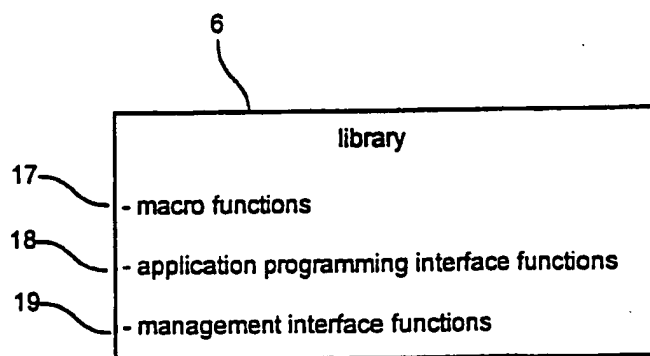 6
library
17 - macro functions
18 - application programming interface functions
19 - management interface functions